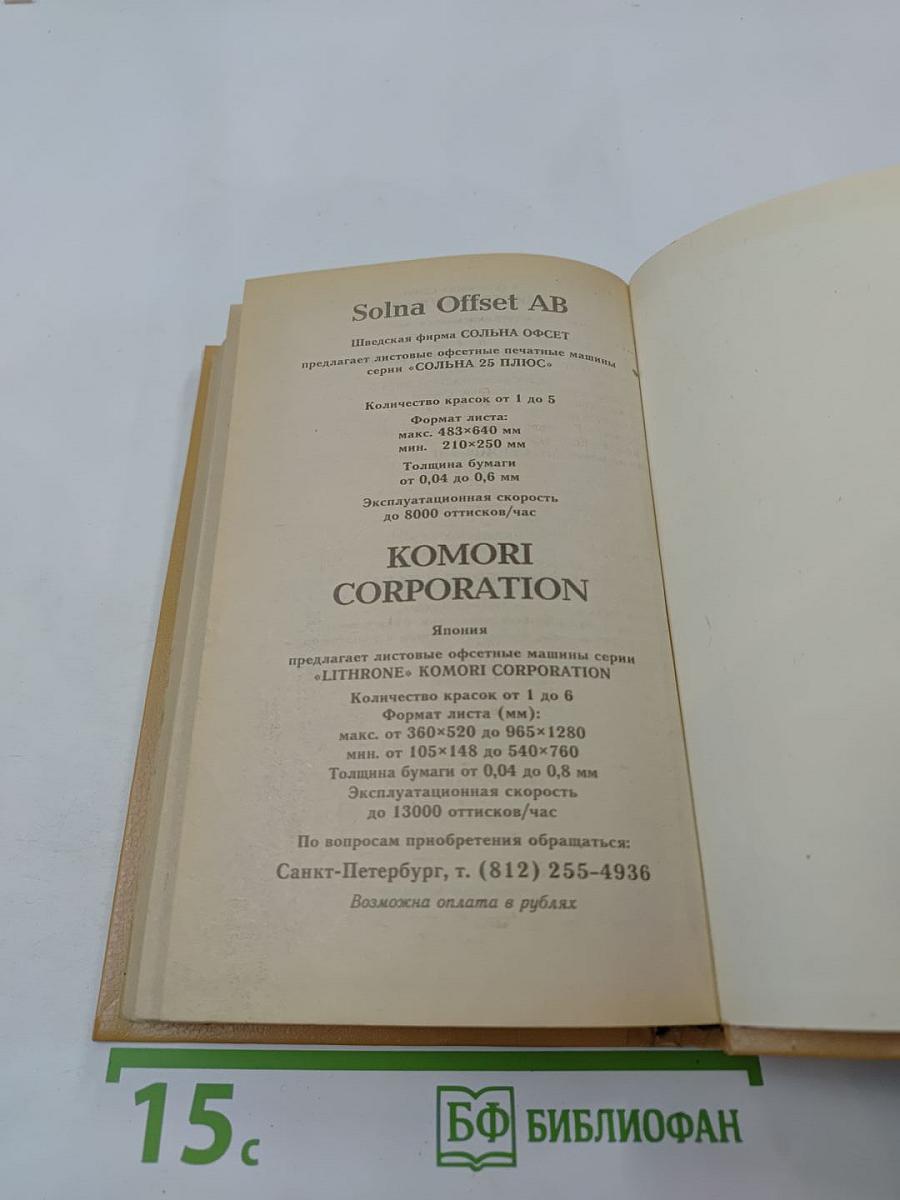 Solna Offset AB
Шведская фирма СОЛЬНА ОФСЕТ
предлагает листовые офсетные печатные машины
серии «СОЛЬНА 25 ПЛЮС»
Количество красок от 1 до 5
Формат листа:
макс. 483×640 мм
мин. 210×250 мм
Толщина бумаги
от 0,04 до 0,6 мм
Эксплуатационная скорость
до 8000 оттисков/час
KOMORI
CORPORATION
Япония
предлагает листовые офсетные машины серии
«LITHRONE» KOMORI CORPORATION
Количество красок от 1 до 6
Формат листа (мм):
макс. от 360×520 до 965×1280
мин. от 105×148 до 540×760
Толщина бумаги от 0,04 до 0,8 мм
Эксплуатационная скорость
до 13000 оттисков/час
По вопросам приобретения обращаться:
Санкт-Петербург, т. (812) 255-4936
Возможна оплата в рублях
15 с
БФ БИБЛИОФАН